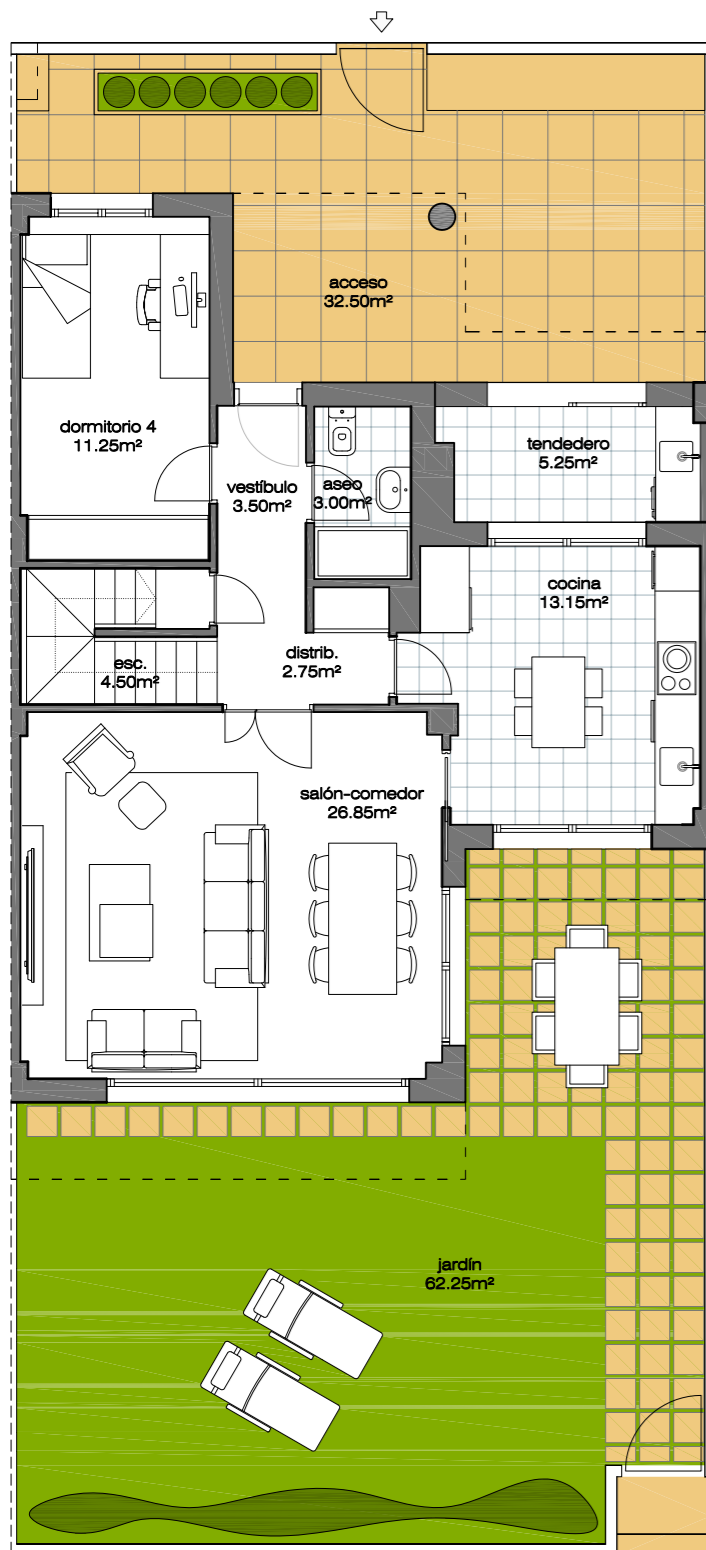 acceso
32.50m²
dormitorio 4
11.25m²
tendedero
5.25m²
vestíbulo
3.50m²
aseo
3.00m²
cocina
13.15m²
distrib.
2.75m²
esc.
4.50m²
salón-comedor
26.85m²
jardín
62.25m²